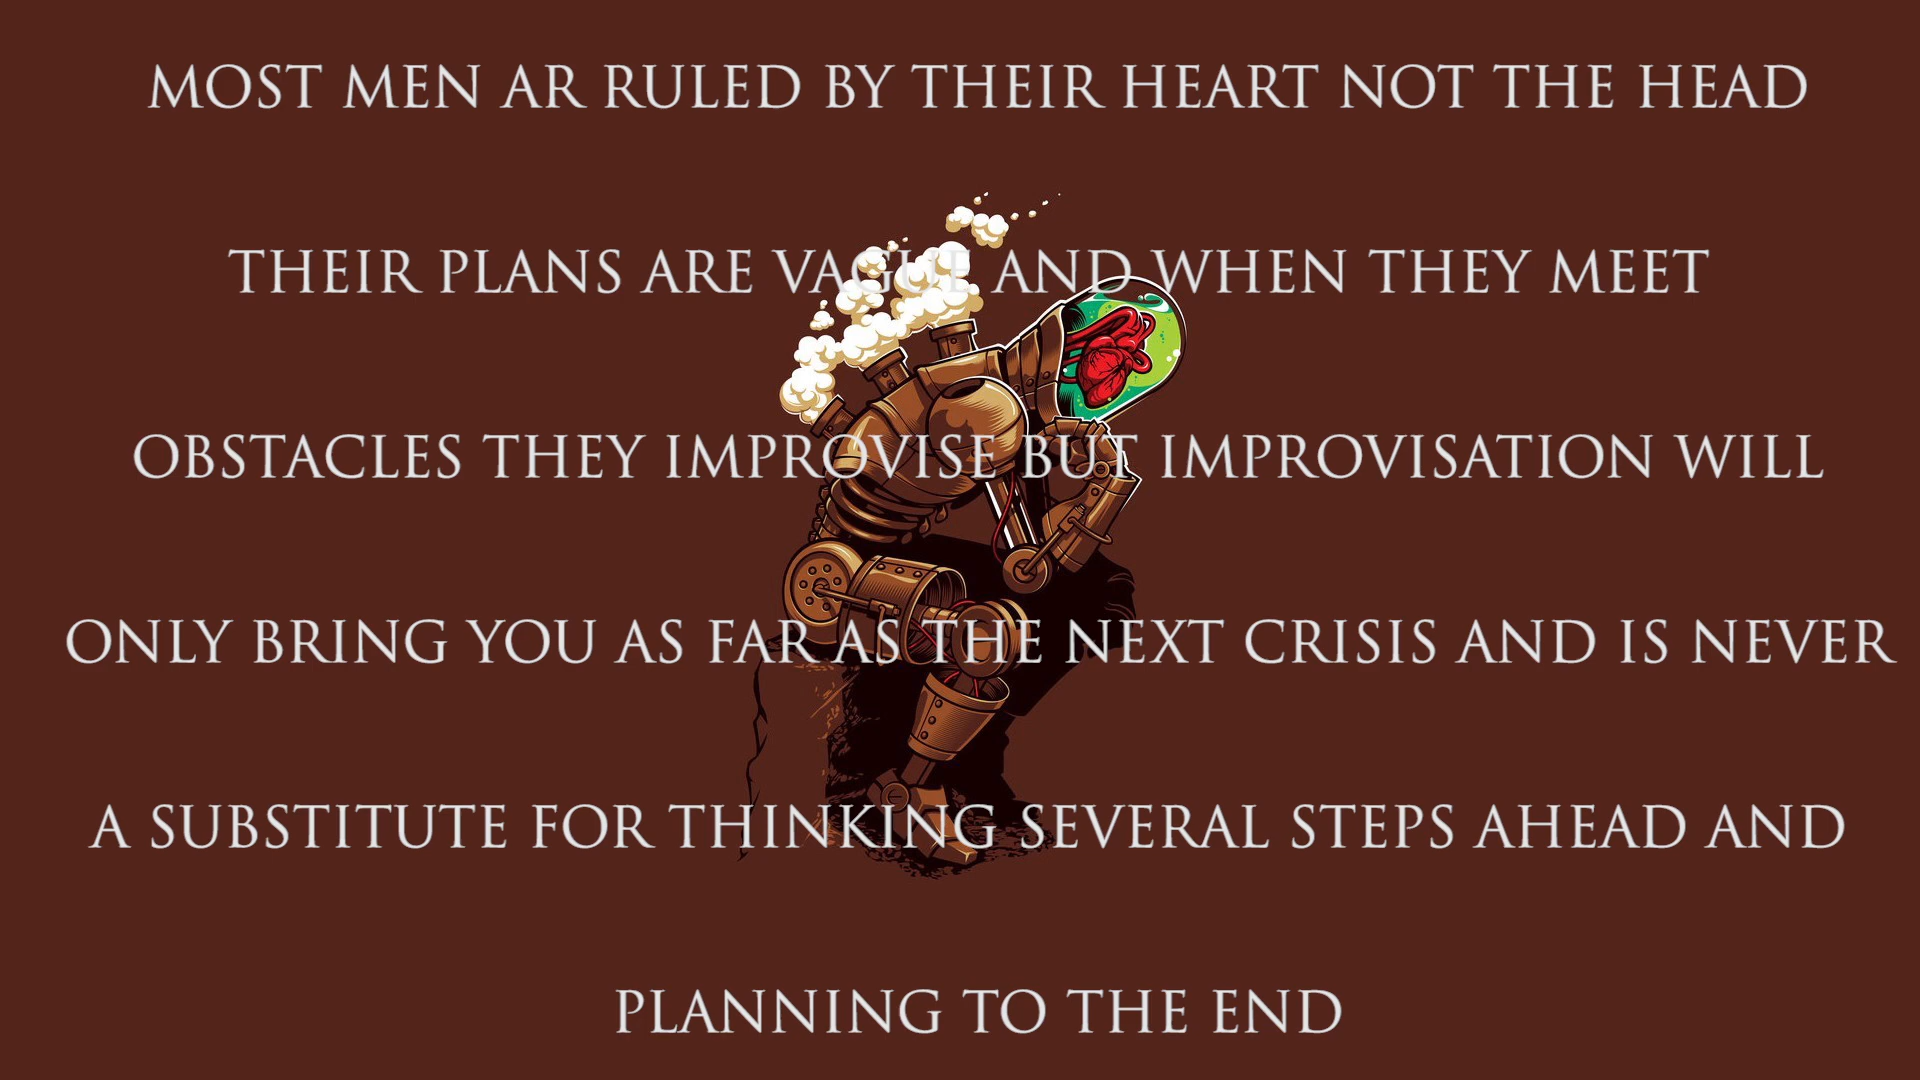 MOST MEN AR RULED BY THEIR HEART NOT THE HEAD
THEIR PLANS ARE VAGUE AND WHEN THEY MEET
OBSTACLES THEY IMPROVISE BUT IMPROVISATION WILL
ONLY BRING YOU AS FAR AS THE NEXT CRISIS AND IS NEVER
A SUBSTITUTE FOR THINKING SEVERAL STEPS AHEAD AND
PLANNING TO THE END